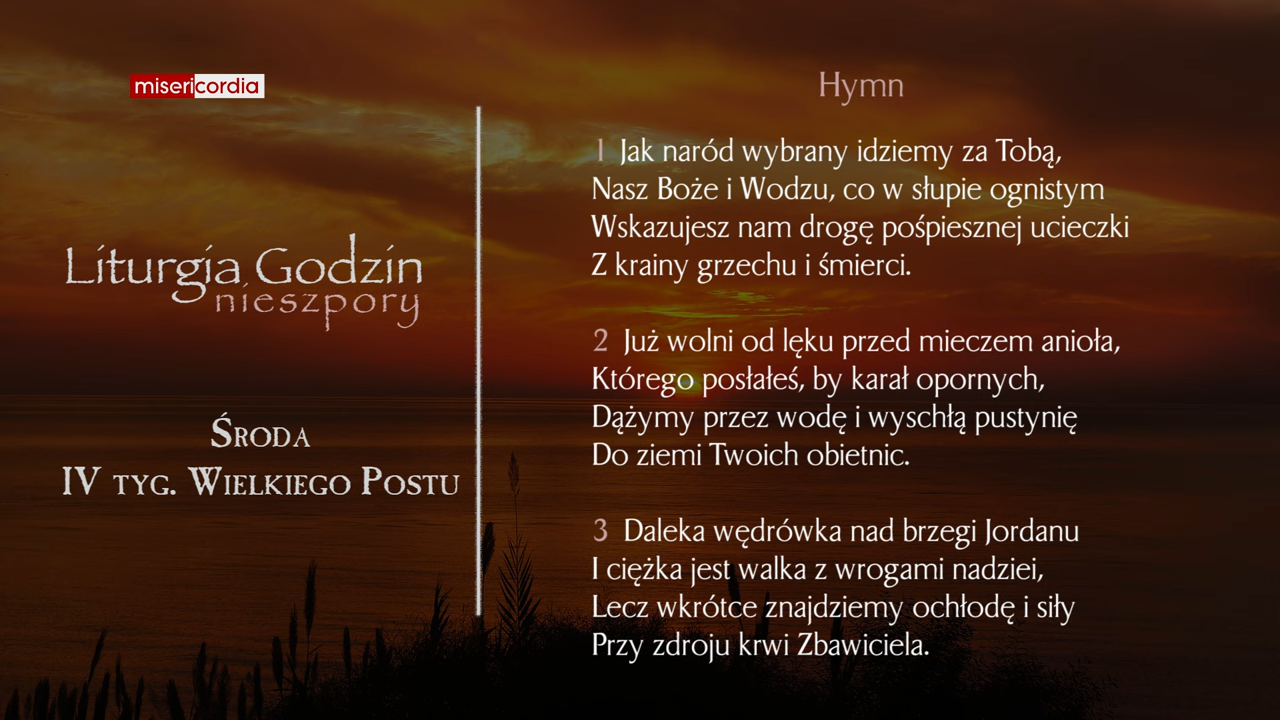 misericordia
Liturgia Godzin
nieszpory
Środa
IV tyg. Wielkiego Postu
Hymn
1 Jak naród wybrany idziemy za Tobą,
Nasz Boże i Wodzu, co w słupie ognistym
Wskazujesz nam drogę pośpiesznej ucieczki
Z krainy grzechu i śmierci.
2 Już wolni od lęku przed mieczem anioła,
Którego posłałeś, by karał opornych,
Dążymy przez wodę i wyschłą pustynię
Do ziemi Twoich obietnic.
3 Daleka wędrówka nad brzegi Jordanu
I ciężka jest walka z wrogami nadziei,
Lecz wkrótce znajdziemy ochłodę i siły
Przy zdroju krwi Zbawiciela.